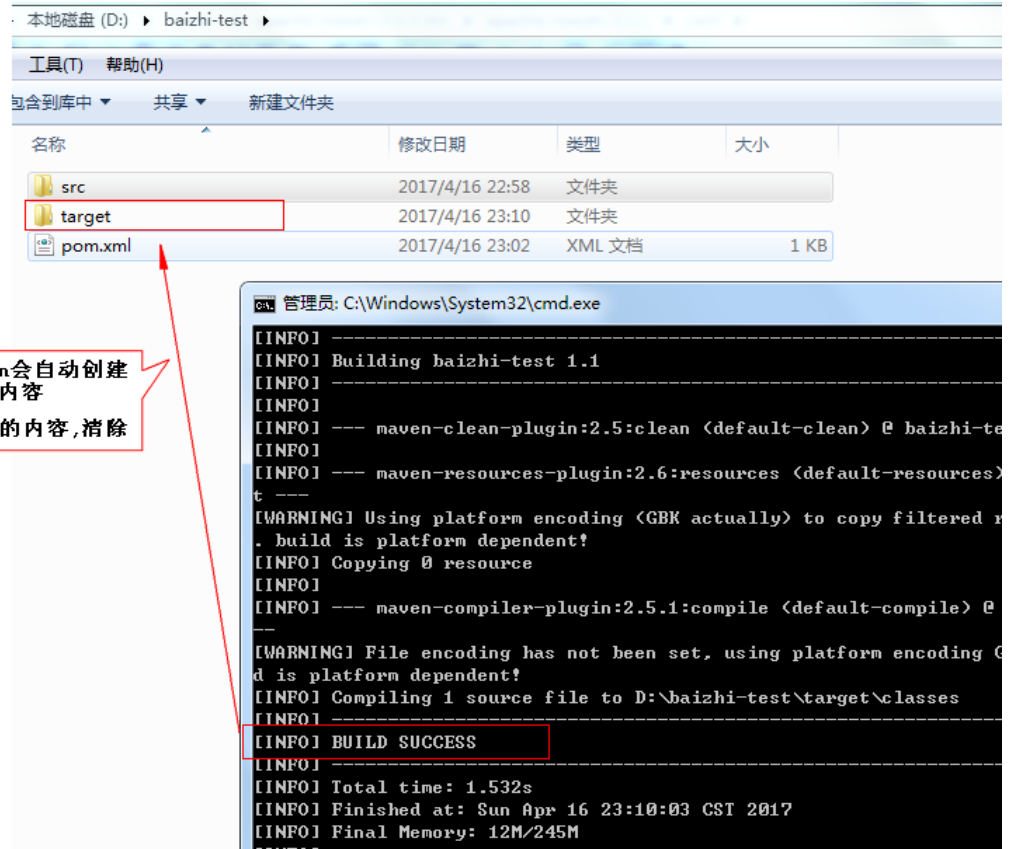 本地磁盘 (D:) ▸ baizhi-test ▸
工具(T) 帮助(H)
包含到库中 ▼ 共享 ▼ 新建文件夹
名称 修改日期 类型 大小
src 2017/4/16 22:58 文件夹
target 2017/4/16 23:10 文件夹
pom.xml 2017/4/16 23:02 XML 文档 1 KB
n会自动创建
内容
的内容,清除
管理员: C:\Windows\System32\cmd.exe
[INFO] ------------------------------------------------------------
[INFO] Building baizhi-test 1.1
[INFO] ------------------------------------------------------------
[INFO]
[INFO] --- maven-clean-plugin:2.5:clean (default-clean) @ baizhi-te
[INFO]
[INFO] --- maven-resources-plugin:2.6:resources (default-resources)
t ---
[WARNING] Using platform encoding (GBK actually) to copy filtered r
. build is platform dependent!
[INFO] Copying 0 resource
[INFO]
[INFO] --- maven-compiler-plugin:2.5.1:compile (default-compile) @
--
[WARNING] File encoding has not been set, using platform encoding G
d is platform dependent!
[INFO] Compiling 1 source file to D:\baizhi-test\target\classes
[INFO] ------------------------------------------------------------
[INFO] BUILD SUCCESS
[INFO] ------------------------------------------------------------
[INFO] Total time: 1.532s
[INFO] Finished at: Sun Apr 16 23:10:03 CST 2017
[INFO] Final Memory: 12M/245M